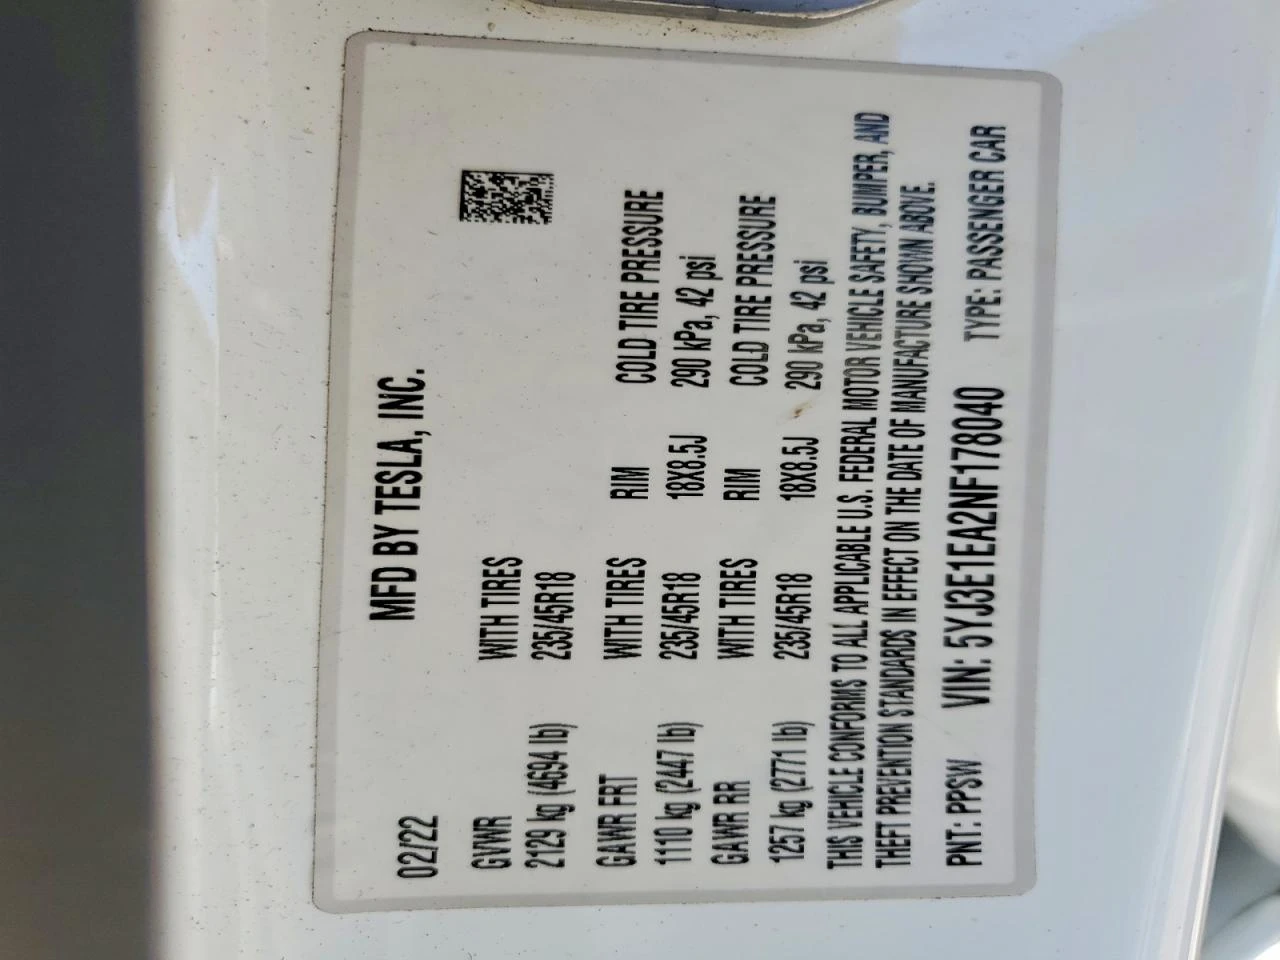 MFD BY TESLA, INC.
02/22
GVWR WITH TIRES
2129 kg (4694 lb) 235/45R18
GAWR FRT WITH TIRES RIM COLD TIRE PRESSURE
1110 kg (2447 lb) 235/45R18 18X8.5J 290 kPa, 42 psi
GAWR RR WITH TIRES RIM COLD TIRE PRESSURE
1257 kg (2771 lb) 235/45R18 18X8.5J 290 kPa, 42 psi
THIS VEHICLE CONFORMS TO ALL APPLICABLE U.S. FEDERAL MOTOR VEHICLE SAFETY, BUMPER, AND
THEFT PREVENTION STANDARDS IN EFFECT ON THE DATE OF MANUFACTURE SHOWN ABOVE.
PNT: PPSW VIN: 5YJ3E1EA2NF178040 TYPE: PASSENGER CAR